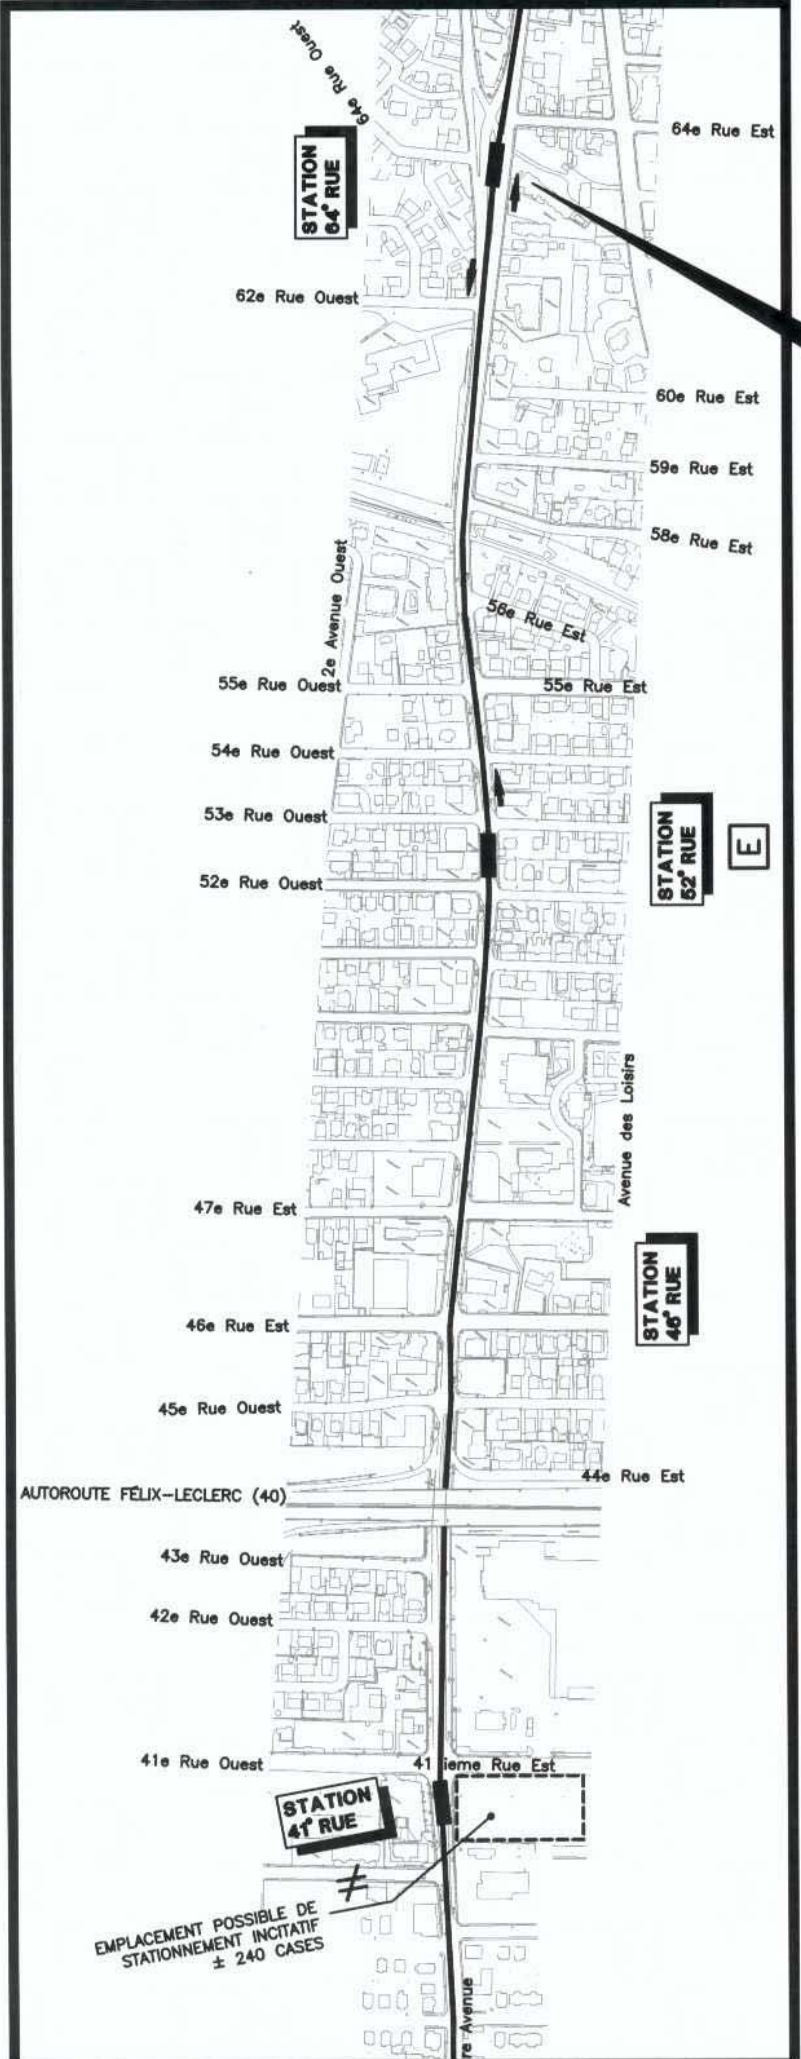 64e Rue Ouest
64e Rue Est
STATION
64e RUE
62e Rue Ouest
60e Rue Est
59e Rue Est
58e Rue Est
2e Avenue Ouest
56e Rue Est
55e Rue Ouest
55e Rue Est
54e Rue Ouest
53e Rue Ouest
STATION
52e RUE
E
52e Rue Ouest
Avenue des Loisirs
47e Rue Est
STATION
46e RUE
46e Rue Est
45e Rue Ouest
44e Rue Est
AUTOROUTE FÉLIX-LECLERC (40)
43e Rue Ouest
42e Rue Ouest
41e Rue Ouest
41 ieme Rue Est
STATION
41e RUE
≠
EMPLACEMENT POSSIBLE DE
STATIONNEMENT INCITATIF
± 240 CASES
re Avenue